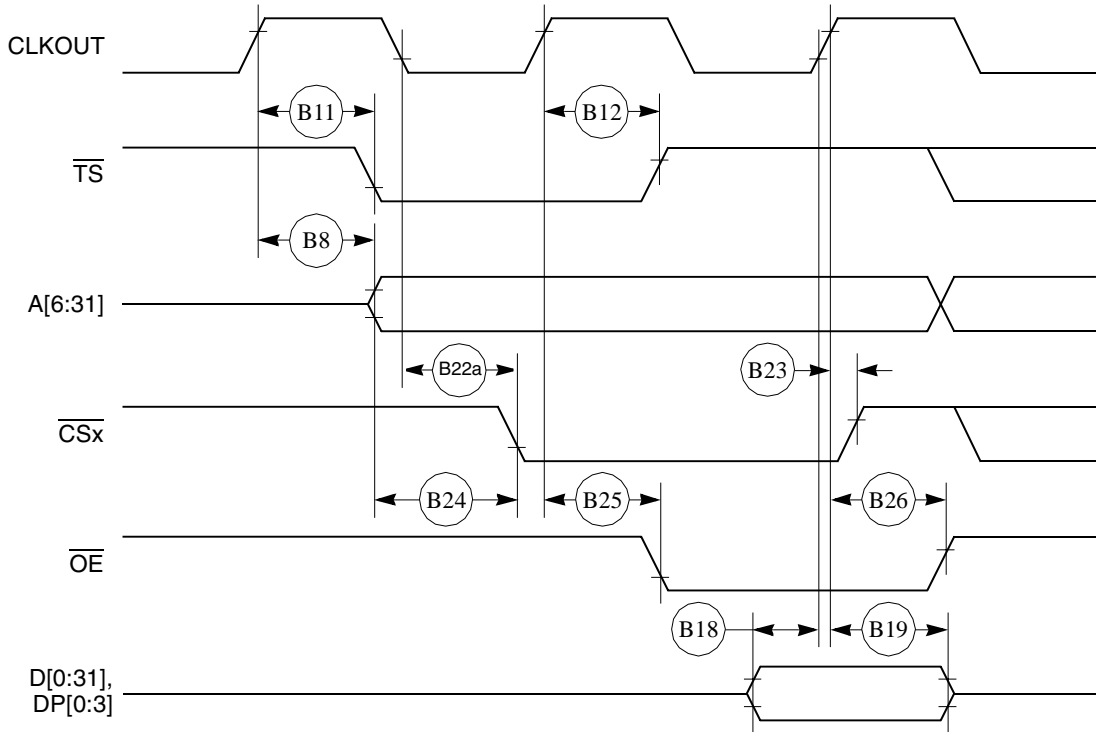 CLKOUT
B11
B12
TS
B8
A[6:31]
B22a
B23
CSx
B24
B25
B26
OE
B18
B19
D[0:31],
DP[0:3]